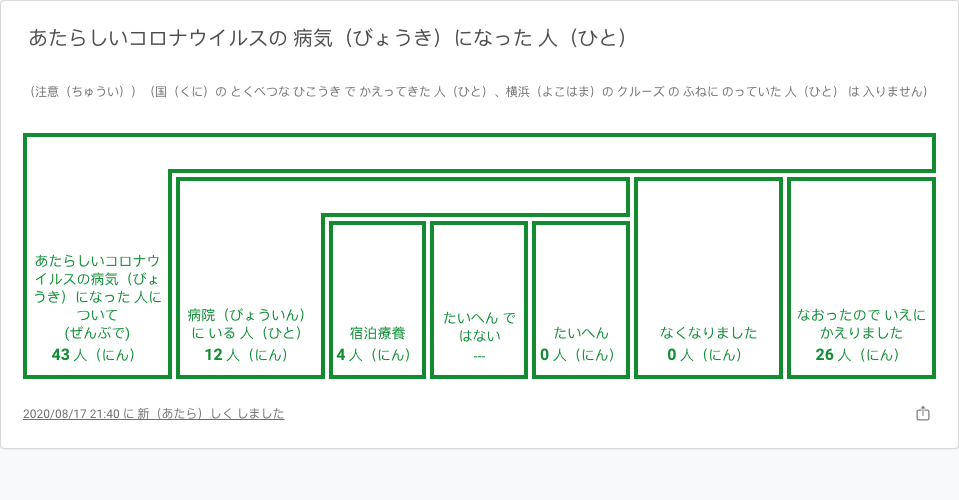 あたらしいコロナウイルスの 病気（びょうき）になった 人（ひと）
（注意（ちゅうい））（国（くに）の とくべつな ひこうき で かえってきた 人（ひと）、横浜（よこはま）の クルーズ の ふねに のっていた 人（ひと） は 入りません）
あたらしいコロナウ
イルスの病気（びょ
うき）になった 人に
ついて
(ぜんぶで)
43 人（にん）
病院（びょういん）
に いる 人（ひと）
12 人（にん）
宿泊療養
4 人（にん）
たいへん で
はない
---
たいへん
0 人（にん）
なくなりました
0 人（にん）
なおったので いえに
かえりました
26 人（にん）
2020/08/17 21:40 に 新（あたら）しく しました